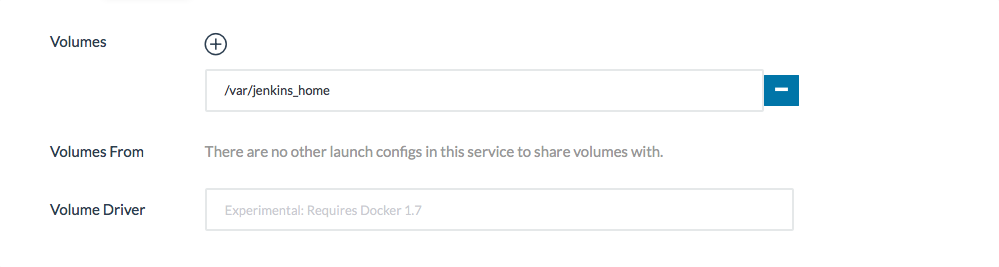 Volumes
/var/jenkins_home
Volumes From There are no other launch configs in this service to share volumes with.
Volume Driver Experimental: Requires Docker 1.7